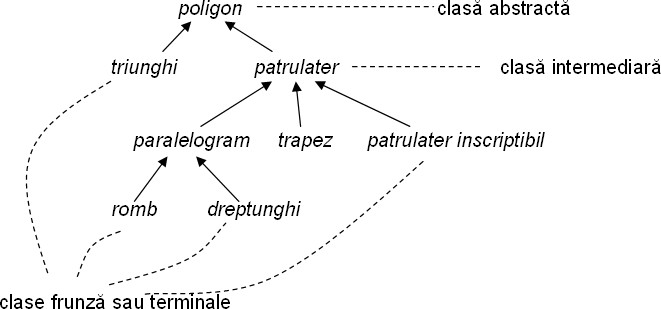 poligon clasă abstractă
triunghi patrulater clasă intermediară
paralelogram trapez patrulater inscriptibil
romb dreptunghi
clase frunză sau terminale